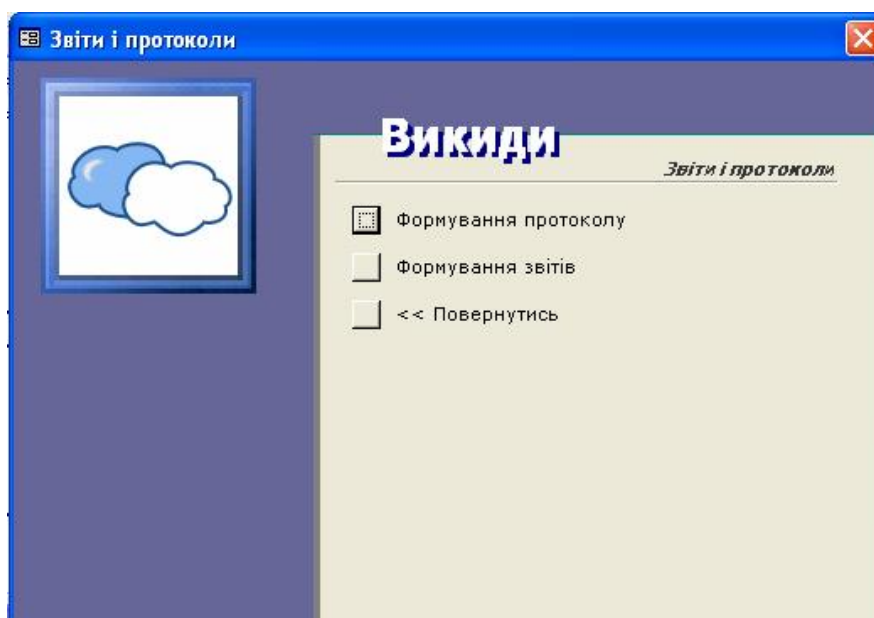 Звіти і протоколи
Викиди
Звіти і протоколи
Формування протоколу
Формування звітів
<< Повернутись